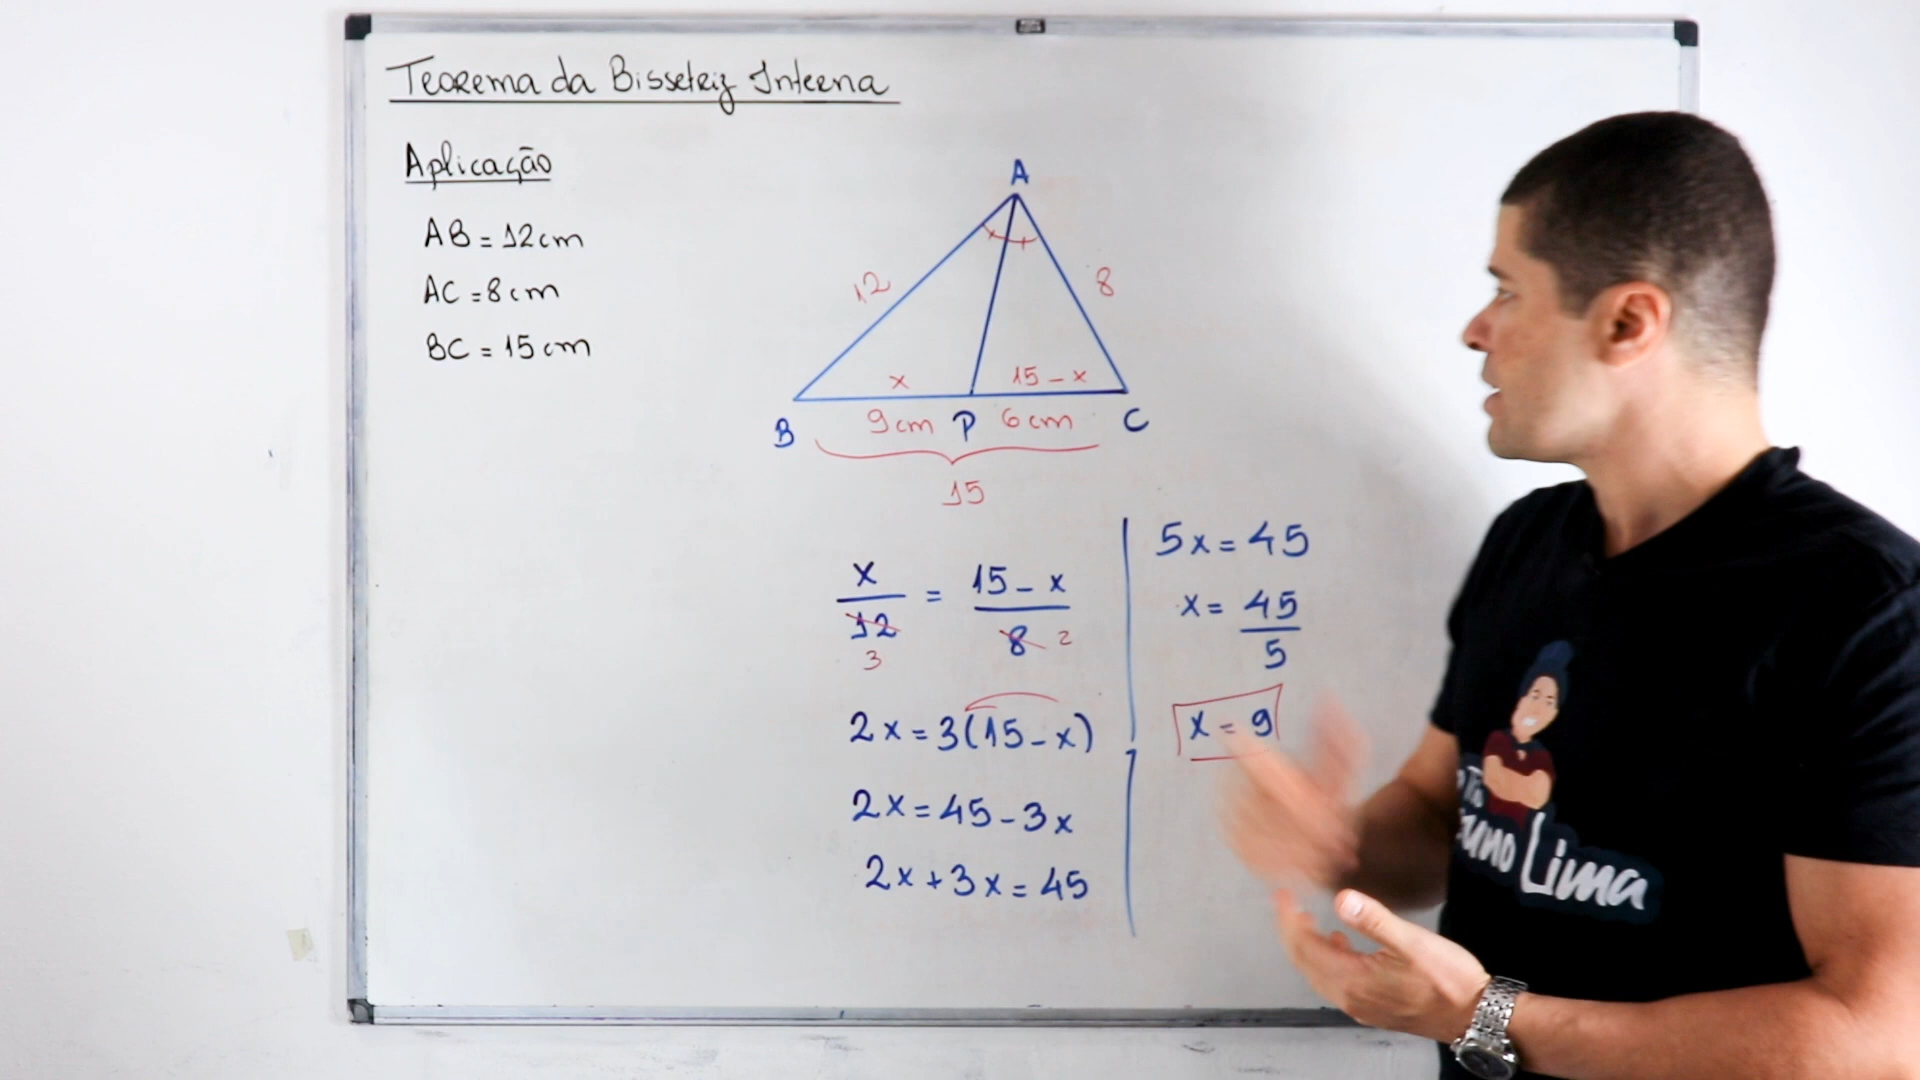 Teorema da Bissetriz Interna
Aplicação
AB = 12cm
AC = 8cm
BC = 15cm
A
12
8
x
15 - x
B
9cm
P
6cm
C
15
x/12 = (15 - x)/8
3
2
2x = 3(15 - x)
2x = 45 - 3x
2x + 3x = 45
5x = 45
x = 45/5
x = 9
Lima